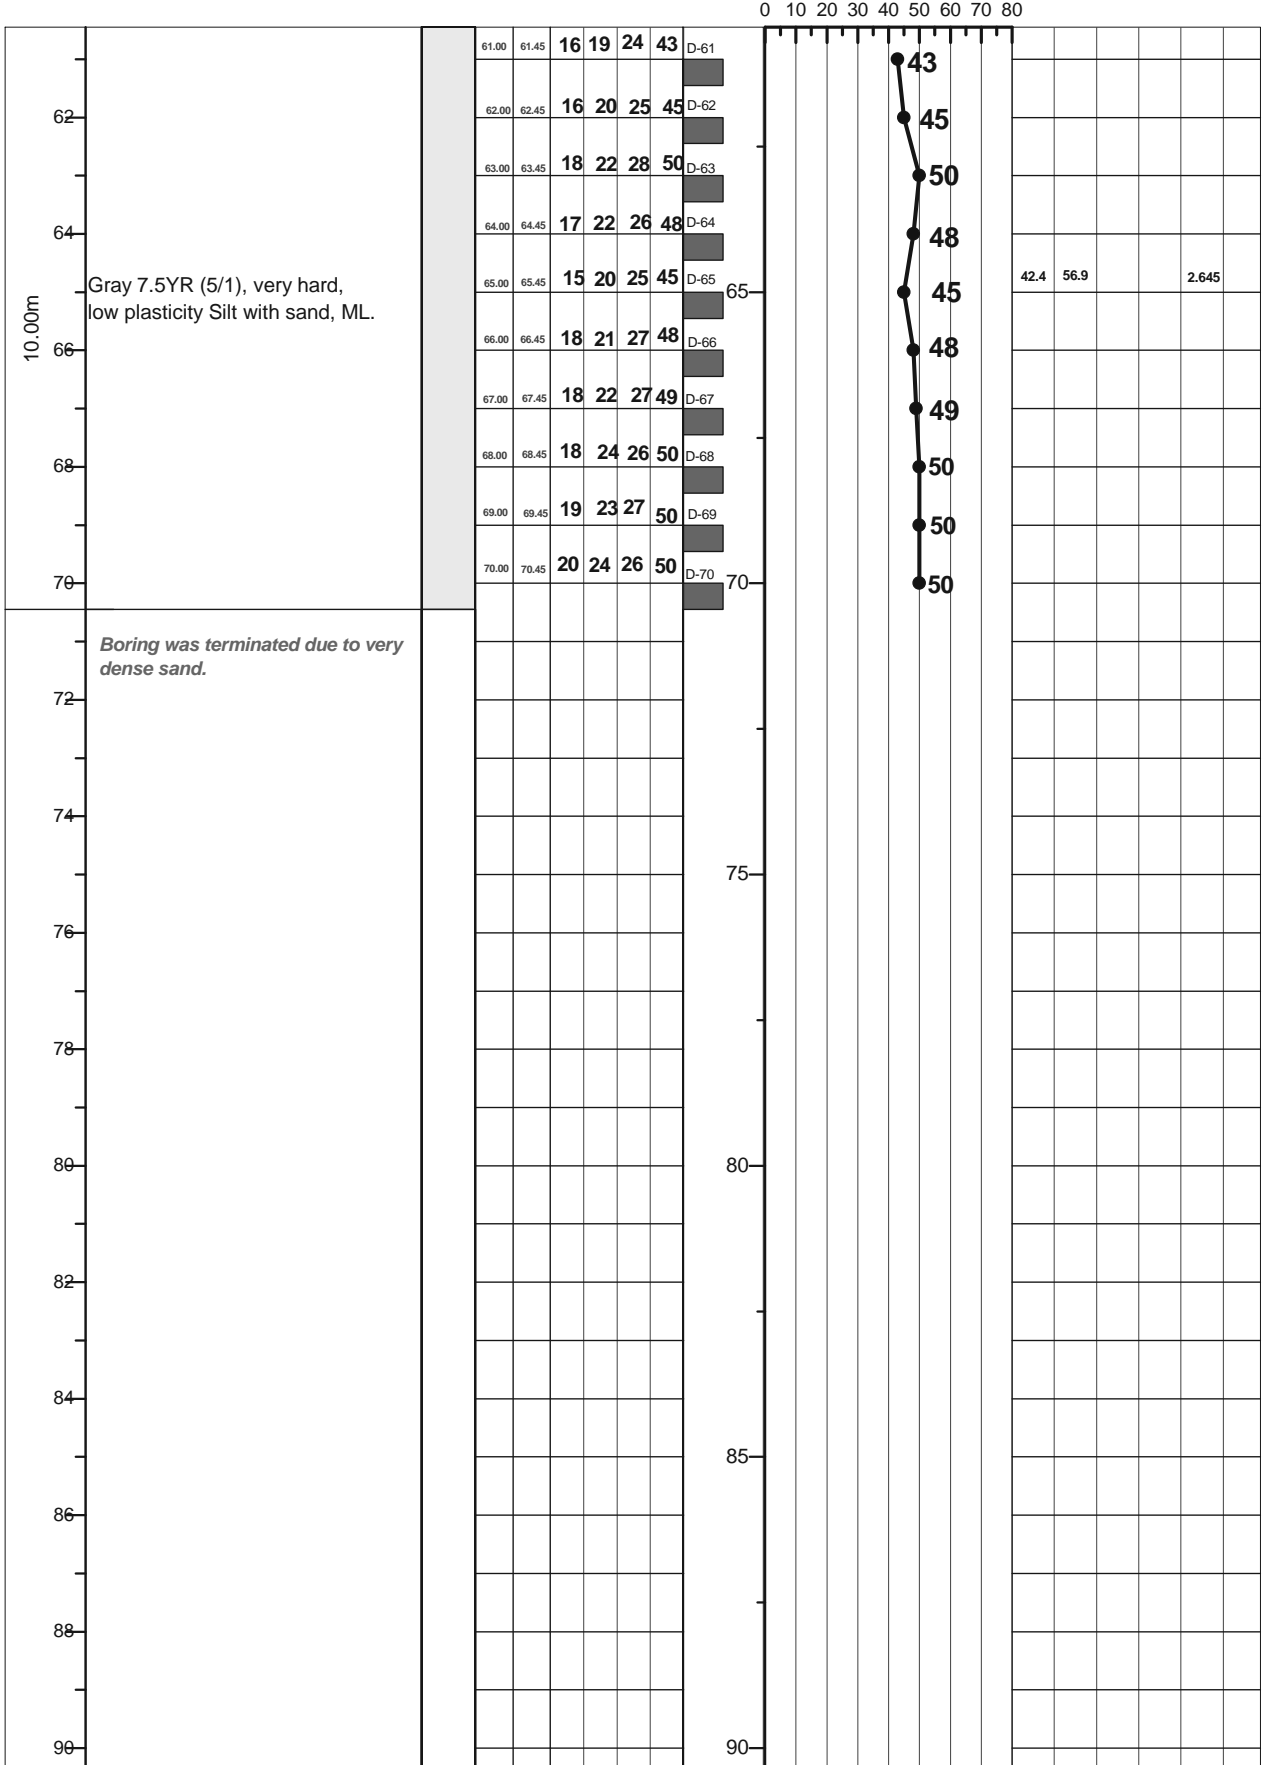 0 10 20 30 40 50 60 70 80
61.00 61.45 16 19 24 43 D-61
43
62
62.00 62.45 16 20 25 45 D-62
45
63.00 63.45 18 22 28 50 D-63
50
64
64.00 64.45 17 22 26 48 D-64
48
10.00m
Gray 7.5YR (5/1), very hard,
low plasticity Silt with sand, ML.
65.00 65.45 15 20 25 45 D-65
65
45
42.4 56.9 2.645
66
66.00 66.45 18 21 27 48 D-66
48
67.00 67.45 18 22 27 49 D-67
49
68
68.00 68.45 18 24 26 50 D-68
50
69.00 69.45 19 23 27 50 D-69
50
70
70.00 70.45 20 24 26 50 D-70
70
50
Boring was terminated due to very
dense sand.
72
74
75
76
78
80
80
82
84
85
86
88
90
90